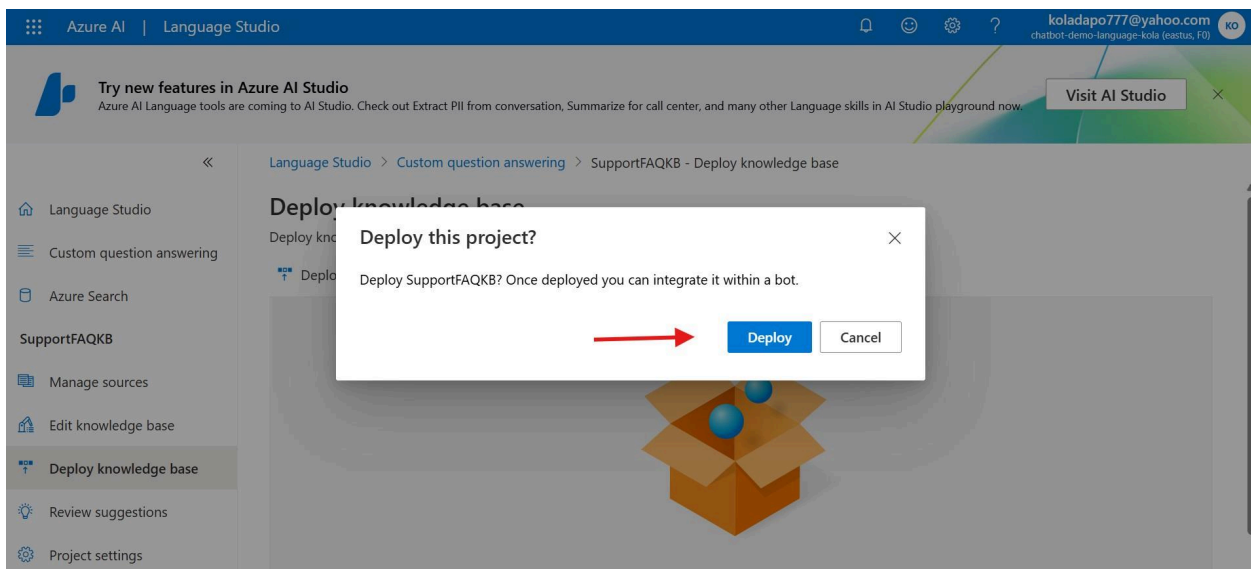 Azure AI | Language Studio
?
koladapo777@yahoo.com
chatbot-demo-language-kola (eastus, F0)
KO
Try new features in Azure AI Studio
Azure AI Language tools are coming to AI Studio. Check out Extract PII from conversation, Summarize for call center, and many other Language skills in AI Studio playground now.
Visit AI Studio
Language Studio > Custom question answering > SupportFAQKB - Deploy knowledge base
Language Studio
Custom question answering
Azure Search
SupportFAQKB
Manage sources
Edit knowledge base
Deploy knowledge base
Review suggestions
Project settings
Deploy knowledge base
Deploy kno
Deplo
Deploy this project?
Deploy SupportFAQKB? Once deployed you can integrate it within a bot.
Deploy
Cancel